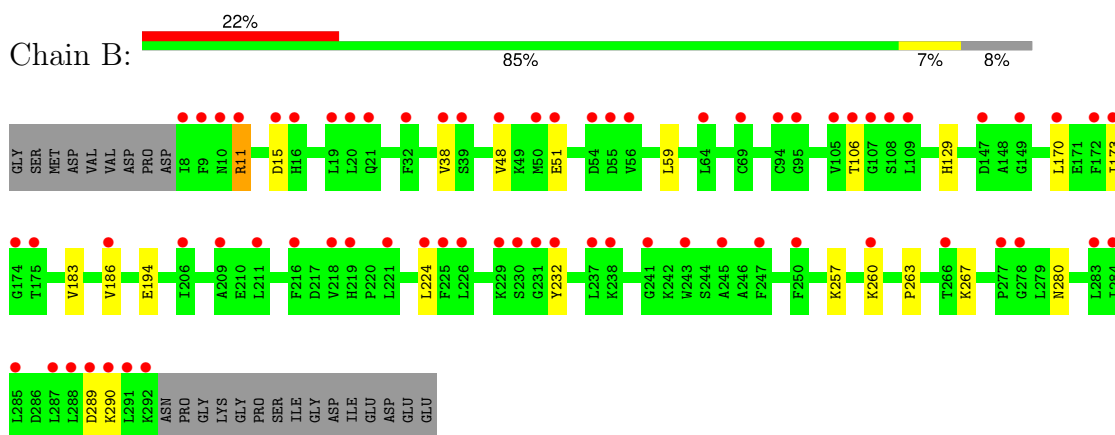 22%
Chain B:
85% 7% 8%
GLY SER MET ASP VAL VAL ASP PRO ASP I8 F9 N10 R11 D15 H16 L19 L20 Q21 F32 V38 S39 V48 K49 M50 E51 D54 D55 V56 L59 L64 C69 C94 G95 V105 T106 G107 S108 L109 H129 D147 A148 G149 L170 E171 F172 I173
G174 T175 V183 V186 E194 I206 A209 E210 L211 F216 D217 V218 H219 P220 L221 L224 F225 L226 K229 S230 G231 Y232 L237 K238 G241 K242 W243 S244 A245 A246 F247 F250 K257 K260 P263 T266 K267 P277 G278 L279 N280 L283 I284
L285 D286 L287 L288 D289 K290 L291 K292 ASN PRO GLY LYS GLY PRO SER ILE GLY ASP ILE GLU ASP GLU GLU